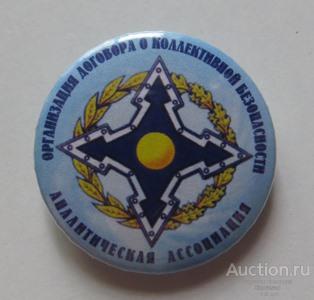 ОРГАНИЗАЦИЯ ДОГОВОРА О КОЛЛЕКТИВНОЙ БЕЗОПАСНОСТИ
АНАЛИТИЧЕСКАЯ АССОЦИАЦИЯ
Auction.ru